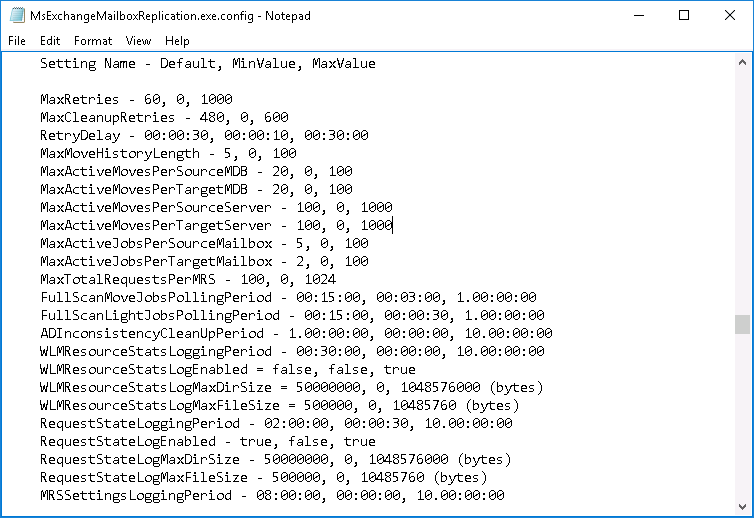 MsExchangeMailboxReplication.exe.config - Notepad
File Edit Format View Help
Setting Name - Default, MinValue, MaxValue
MaxRetries - 60, 0, 1000
MaxCleanupRetries - 480, 0, 600
RetryDelay - 00:00:30, 00:00:10, 00:30:00
MaxMoveHistoryLength - 5, 0, 100
MaxActiveMovesPerSourceMDB - 20, 0, 100
MaxActiveMovesPerTargetMDB - 20, 0, 100
MaxActiveMovesPerSourceServer - 100, 0, 1000
MaxActiveMovesPerTargetServer - 100, 0, 1000
MaxActiveJobsPerSourceMailbox - 5, 0, 100
MaxActiveJobsPerTargetMailbox - 2, 0, 100
MaxTotalRequestsPerMRS - 100, 0, 1024
FullScanMoveJobsPollingPeriod - 00:15:00, 00:03:00, 1.00:00:00
FullScanLightJobsPollingPeriod - 00:15:00, 00:00:30, 1.00:00:00
ADInconsistencyCleanUpPeriod - 1.00:00:00, 00:00:00, 10.00:00:00
WLMResourceStatsLoggingPeriod - 00:30:00, 00:00:00, 10.00:00:00
WLMResourceStatsLogEnabled = false, false, true
WLMResourceStatsLogMaxDirSize = 50000000, 0, 1048576000 (bytes)
WLMResourceStatsLogMaxFileSize = 500000, 0, 10485760 (bytes)
RequestStateLoggingPeriod - 02:00:00, 00:00:30, 10.00:00:00
RequestStateLogEnabled - true, false, true
RequestStateLogMaxDirSize - 50000000, 0, 1048576000 (bytes)
RequestStateLogMaxFileSize - 500000, 0, 10485760 (bytes)
MRSSettingsLoggingPeriod - 08:00:00, 00:00:00, 10.00:00:00